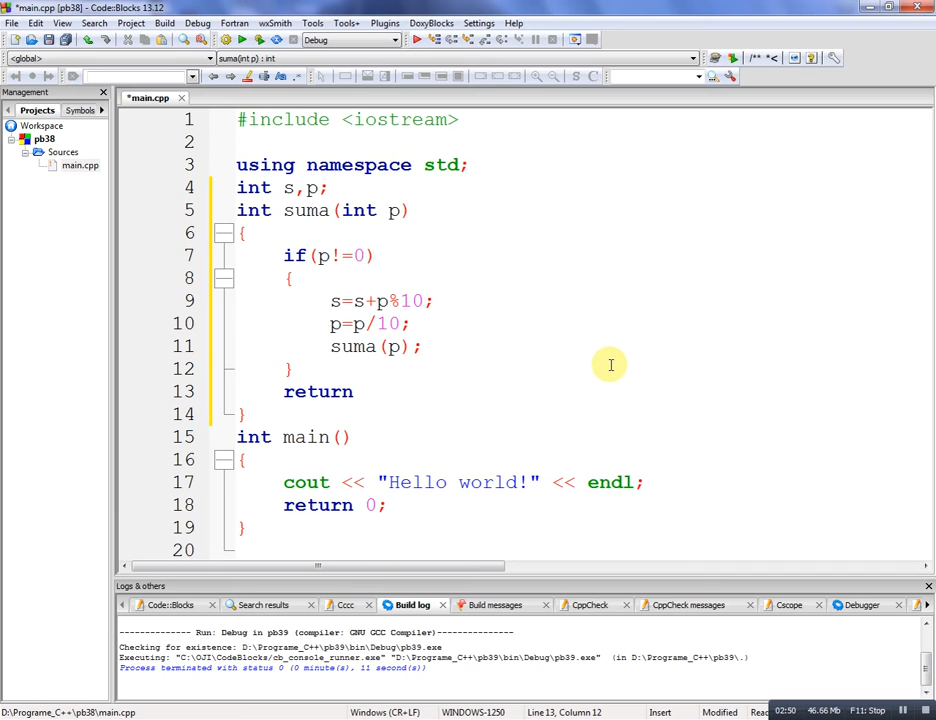 *main.cpp [pb38] - Code::Blocks 13.12
File Edit View Search Project Build Debug Fortran wxSmith Tools Tools+ Plugins DoxyBlocks Settings Help
Debug
<global> suma(int p) : int /** *<
S C
Management
Projects Symbols
Workspace
pb38
Sources
main.cpp
*main.cpp
1 #include <iostream>
2
3 using namespace std;
4 int s,p;
5 int suma(int p)
6 {
7 if(p!=0)
8 {
9 s=s+p%10;
10 p=p/10;
11 suma(p);
12 }
13 return
14 }
15 int main()
16 {
17 cout << "Hello world!" << endl;
18 return 0;
19 }
20
Logs & others
Code::Blocks Search results Cccc Build log Build messages CppCheck CppCheck messages Cscope Debugger
-------------- Run: Debug in pb39 (compiler: GNU GCC Compiler)---------------
Checking for existence: D:\Programe_C++\pb39\bin\Debug\pb39.exe
Executing: "C:\OJI\CodeBlocks/cb_console_runner.exe" "D:\Programe_C++\pb39\bin\Debug\pb39.exe" (in D:\Programe_C++\pb39\.)
Process terminated with status 0 (0 minute(s), 11 second(s))
D:\Programe_C++\pb38\main.cpp Windows (CR+LF) WINDOWS-1250 Line 13, Column 12 Insert Modified 02:50 46.66 Mb F11: Stop